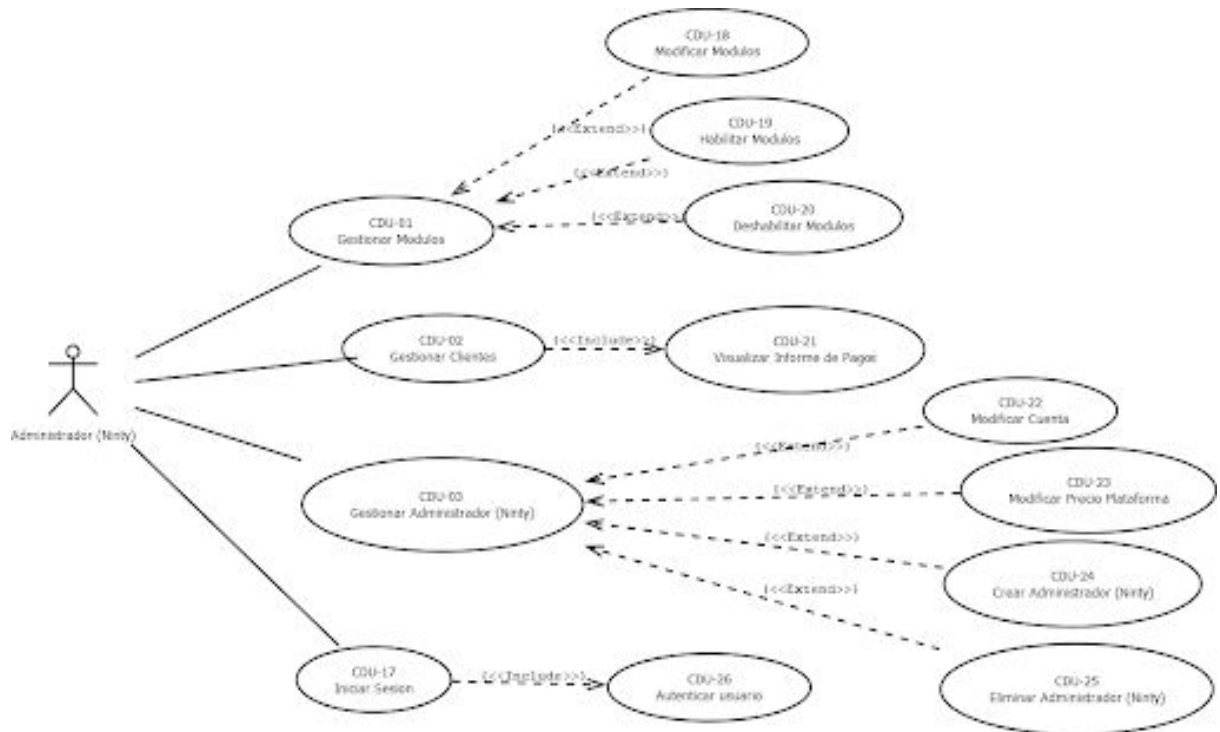 CDU-18
Modificar Modulos
(<<Extend>>)
CDU-19
Habilitar Modulos
(<<Extend>>)
CDU-20
Deshabilitar Modulos
(<<Extend>>)
CDU-01
Gestionar Modulos
CDU-02
Gestionar Clientes
(<<Include>>)
CDU-21
Visualizar Informe de Pagos
Administrador (Ninty)
CDU-22
Modificar Cuenta
(<<Extend>>)
CDU-03
Gestionar Administrador (Ninty)
(<<Extend>>)
CDU-23
Modificar Precio Plataforma
(<<Extend>>)
CDU-24
Crear Administrador (Ninty)
(<<Extend>>)
CDU-17
Iniciar Sesion
(<<Include>>)
CDU-26
Autenticar usuario
CDU-25
Eliminar Administrador (Ninty)